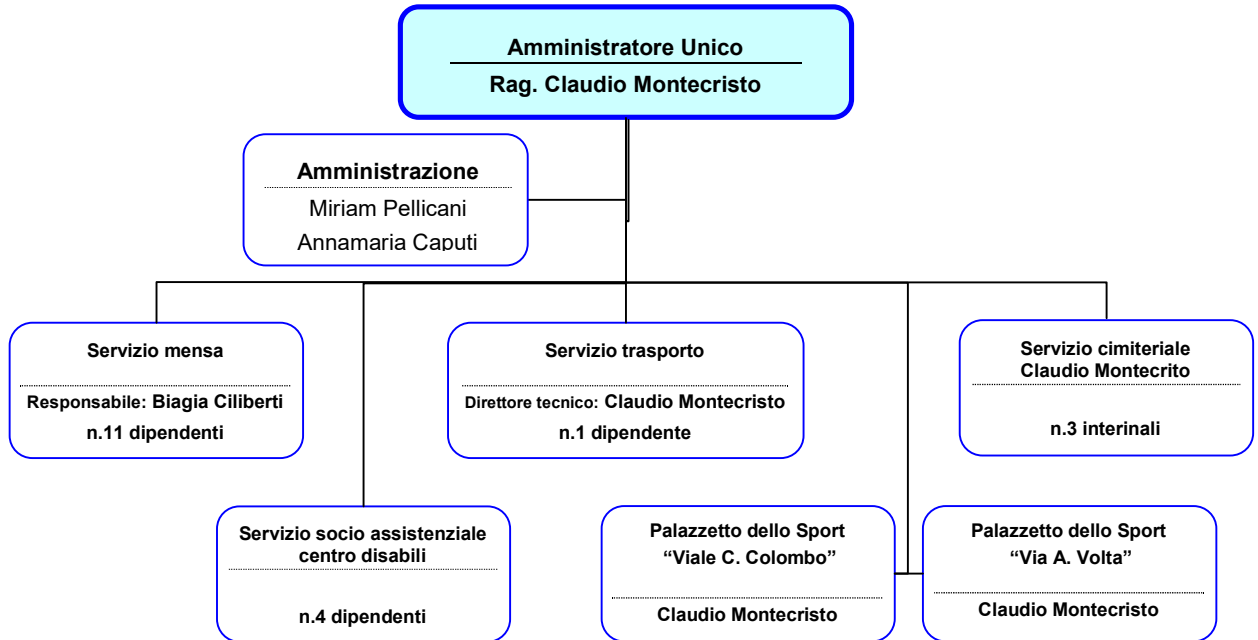 Amministratore Unico
Rag. Claudio Montecristo
Amministrazione
Miriam Pellicani
Annamaria Caputi
Servizio mensa
Responsabile: Biagia Ciliberti
n.11 dipendenti
Servizio trasporto
Direttore tecnico: Claudio Montecristo
n.1 dipendente
Servizio cimiteriale
Claudio Montecrito
n.3 interinali
Servizio socio assistenziale
centro disabili
n.4 dipendenti
Palazzetto dello Sport
“Viale C. Colombo”
Claudio Montecristo
Palazzetto dello Sport
“Via A. Volta”
Claudio Montecristo